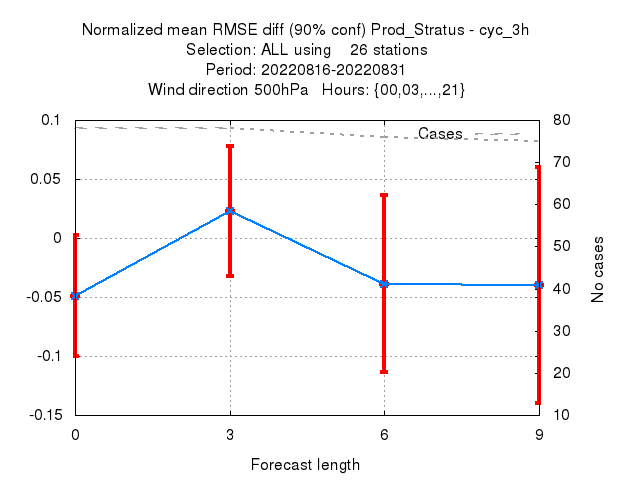 Normalized mean RMSE diff (90% conf) Prod_Stratus - cyc_3h
Selection: ALL using    26 stations
Period: 20220816-20220831
Wind direction 500hPa   Hours: {00,03,...,21}
0.1
0.05
0
-0.05
-0.1
-0.15
Cases
80
70
60
50
40
30
20
10
No cases
0 3 6 9
Forecast length